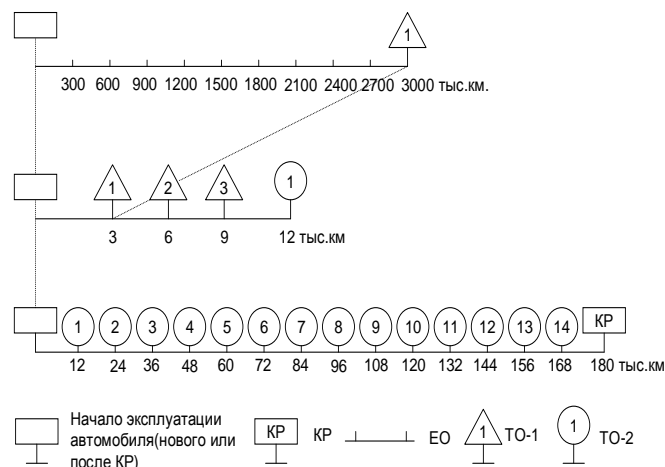 1
300 600 900 1200 1500 1800 2100 2400 2700 3000 тыс.км.
1 2 3 1
3 6 9 12 тыс.км
1 2 3 4 5 6 7 8 9 10 11 12 13 14 КР
12 24 36 48 60 72 84 96 108 120 132 144 156 168 180 тыс.км
Начало эксплуатации
автомобиля(нового или
после КР)
КР КР ЕО 1 ТО-1 1 ТО-2